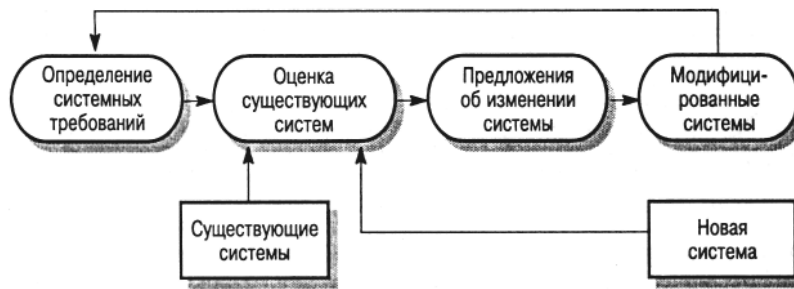 Определение
системных
требований
Оценка
существующих
систем
Предложения
об изменении
системы
Модифици-
рованные
системы
Существующие
системы
Новая
система